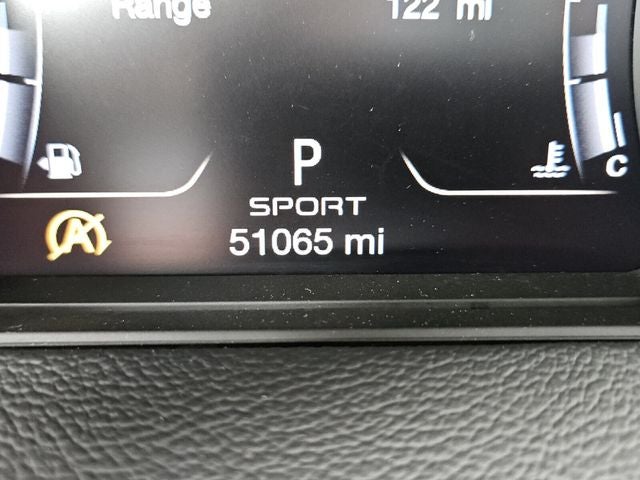 Range 122 mi
P
C
SPORT
A
51065 mi